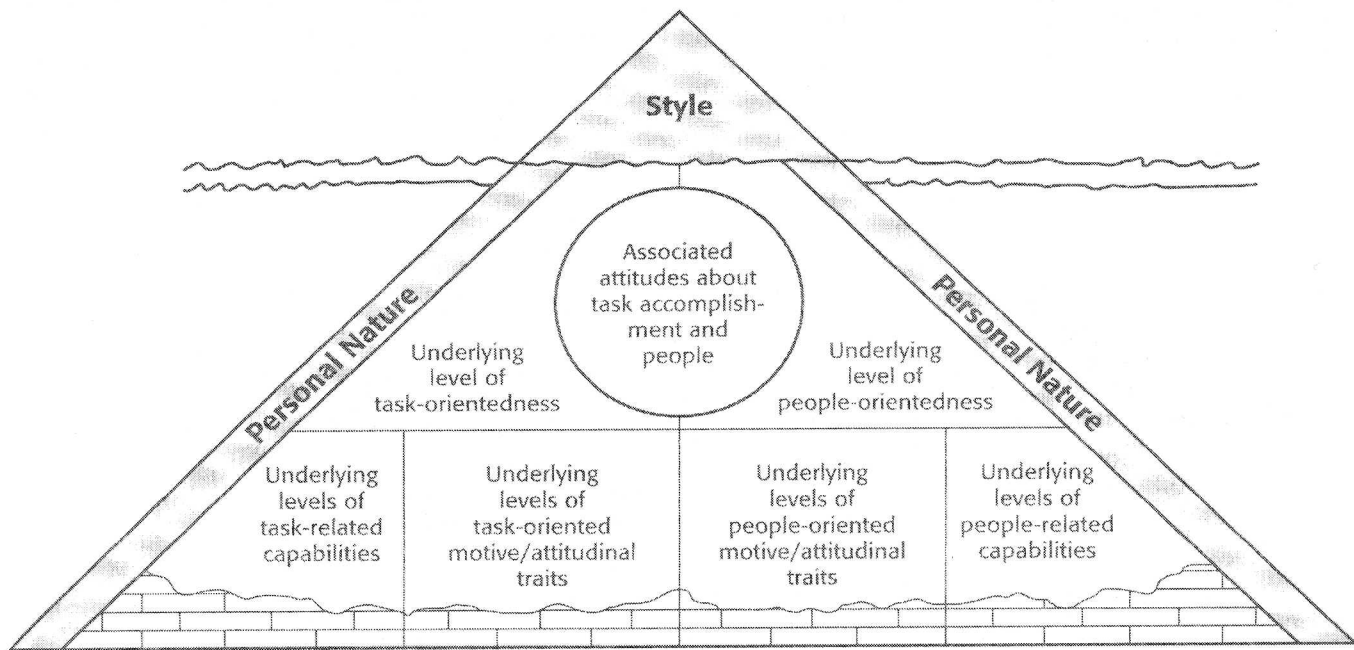 Style
Associated
attitudes about
task accomplish-
ment and
people
Personal Nature
Personal Nature
Underlying
level of
task-orientedness
Underlying
level of
people-orientedness
Underlying
levels of
task-related
capabilities
Underlying
levels of
task-oriented
motive/attitudinal
traits
Underlying
levels of
people-oriented
motive/attitudinal
traits
Underlying
levels of
people-related
capabilities